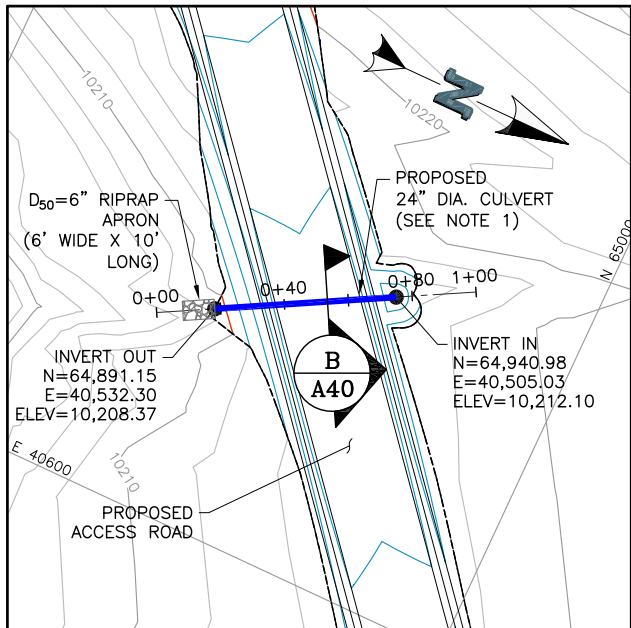 10210
N
10220
D50=6" RIPRAP
APRON
(6' WIDE X 10'
LONG)
PROPOSED
24" DIA. CULVERT
(SEE NOTE 1)
N 65000
0+00
0+40
0+80
1+00
INVERT OUT
N=64,891.15
E=40,532.30
ELEV=10,208.37
INVERT IN
N=64,940.98
E=40,505.03
ELEV=10,212.10
B
A40
E 40600
10210
PROPOSED
ACCESS ROAD